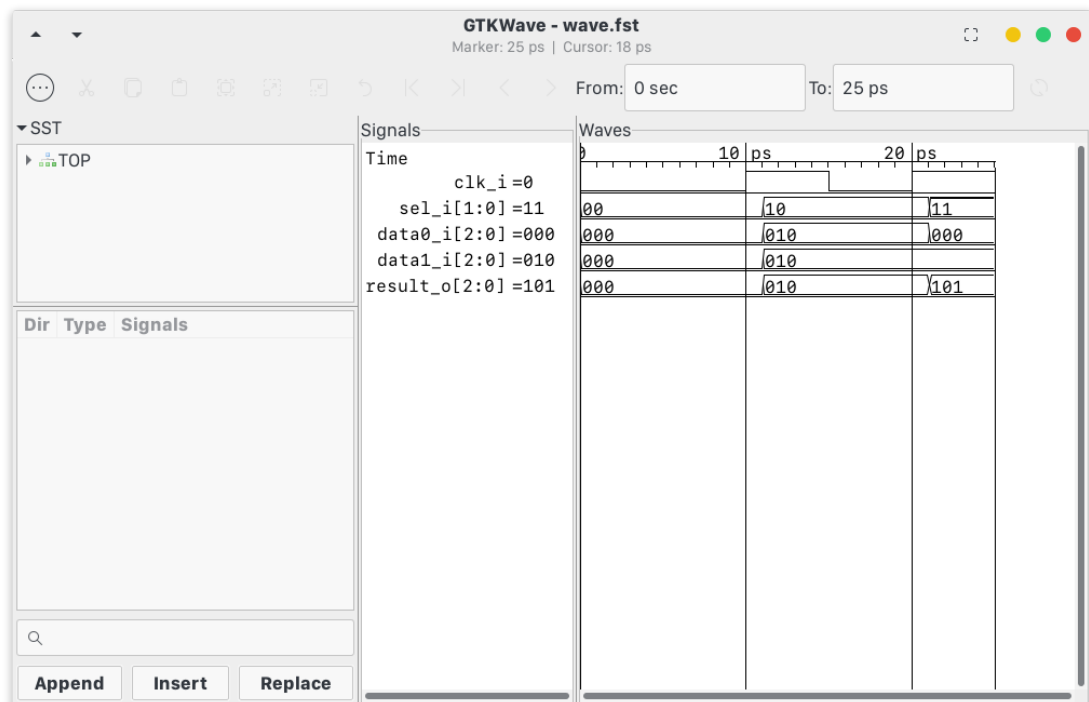 GTKWave - wave.fst
Marker: 25 ps | Cursor: 18 ps
From: 0 sec To: 25 ps
SST
TOP
Dir Type Signals
Append Insert Replace
Signals
Time
clk_i=0
sel_i[1:0]=11
data0_i[2:0]=000
data1_i[2:0]=010
result_o[2:0]=101
Waves
0 10 ps 20 ps
00 10 11
000 010 000
000 010
000 010 101